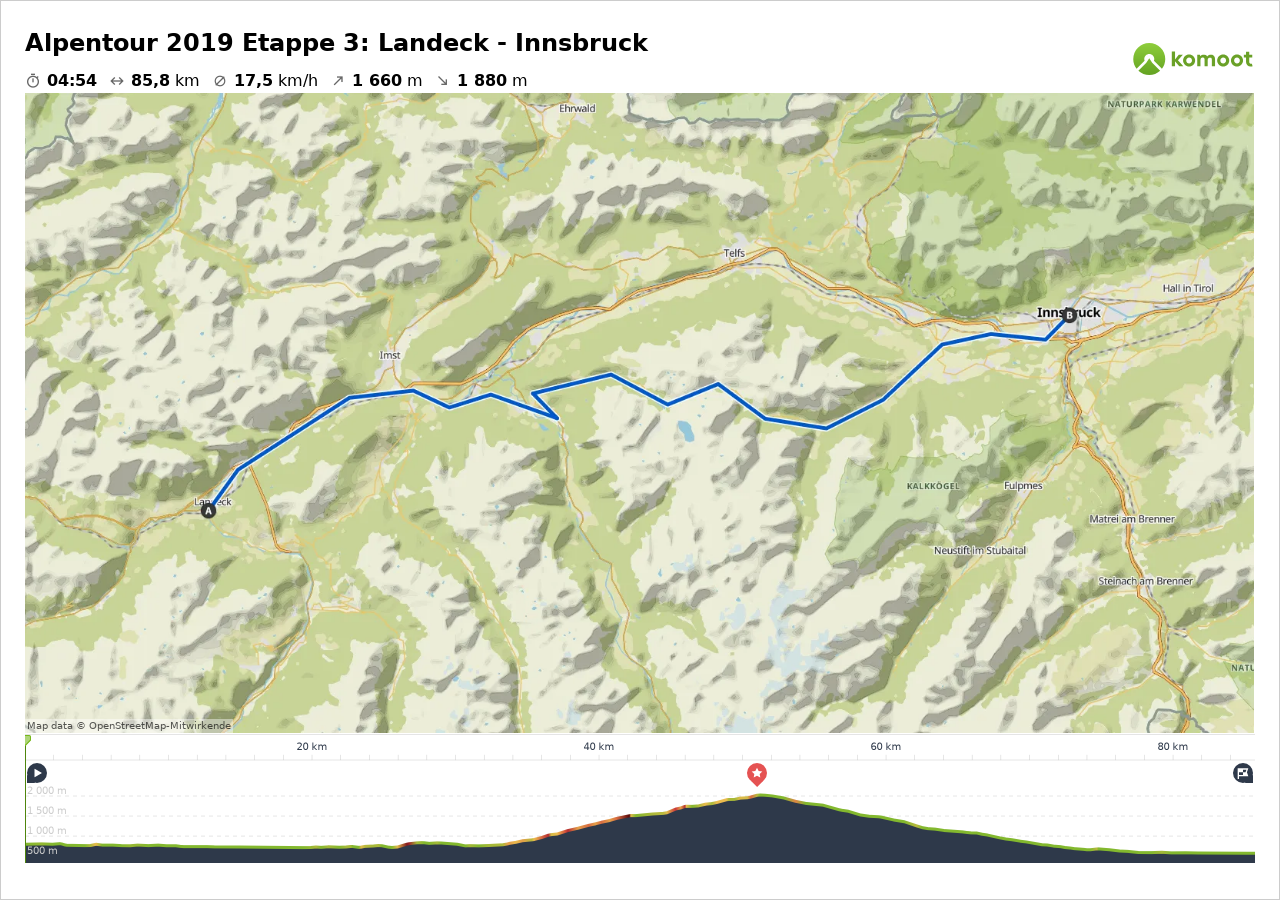 Alpentour 2019 Etappe 3: Landeck - Innsbruck
04:54 85,8 km 17,5 km/h 1 660 m 1 880 m
komoot
Ehrwald
NATURPARK KARWENDEL
Telfs
Hall in Tirol
Innsbruck
B
Imst
Landeck
A
KALKKÖGEL
Fulpmes
Matrei am Brenner
Neustift im Stubaital
Steinach am Brenner
NATU
Map data © OpenStreetMap-Mitwirkende
20 km 40 km 60 km 80 km
2 000 m
1 500 m
1 000 m
500 m